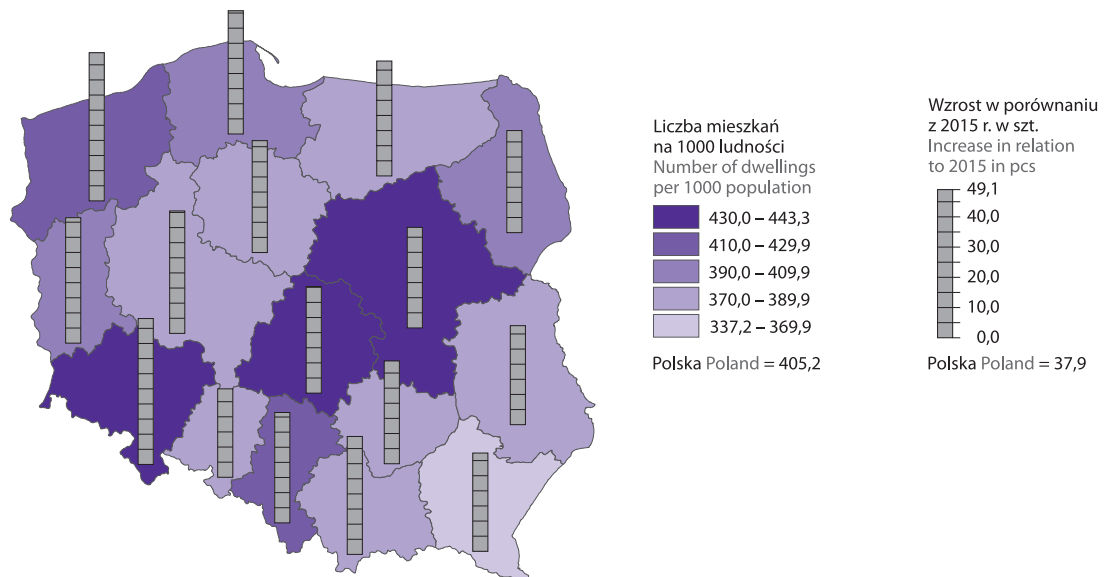 Liczba mieszkań
na 1000 ludności
Number of dwellings
per 1000 population
430,0 – 443,3
410,0 – 429,9
390,0 – 409,9
370,0 – 389,9
337,2 – 369,9
Polska Poland = 405,2
Wzrost w porównaniu
z 2015 r. w szt.
Increase in relation
to 2015 in pcs
49,1
40,0
30,0
20,0
10,0
0,0
Polska Poland = 37,9